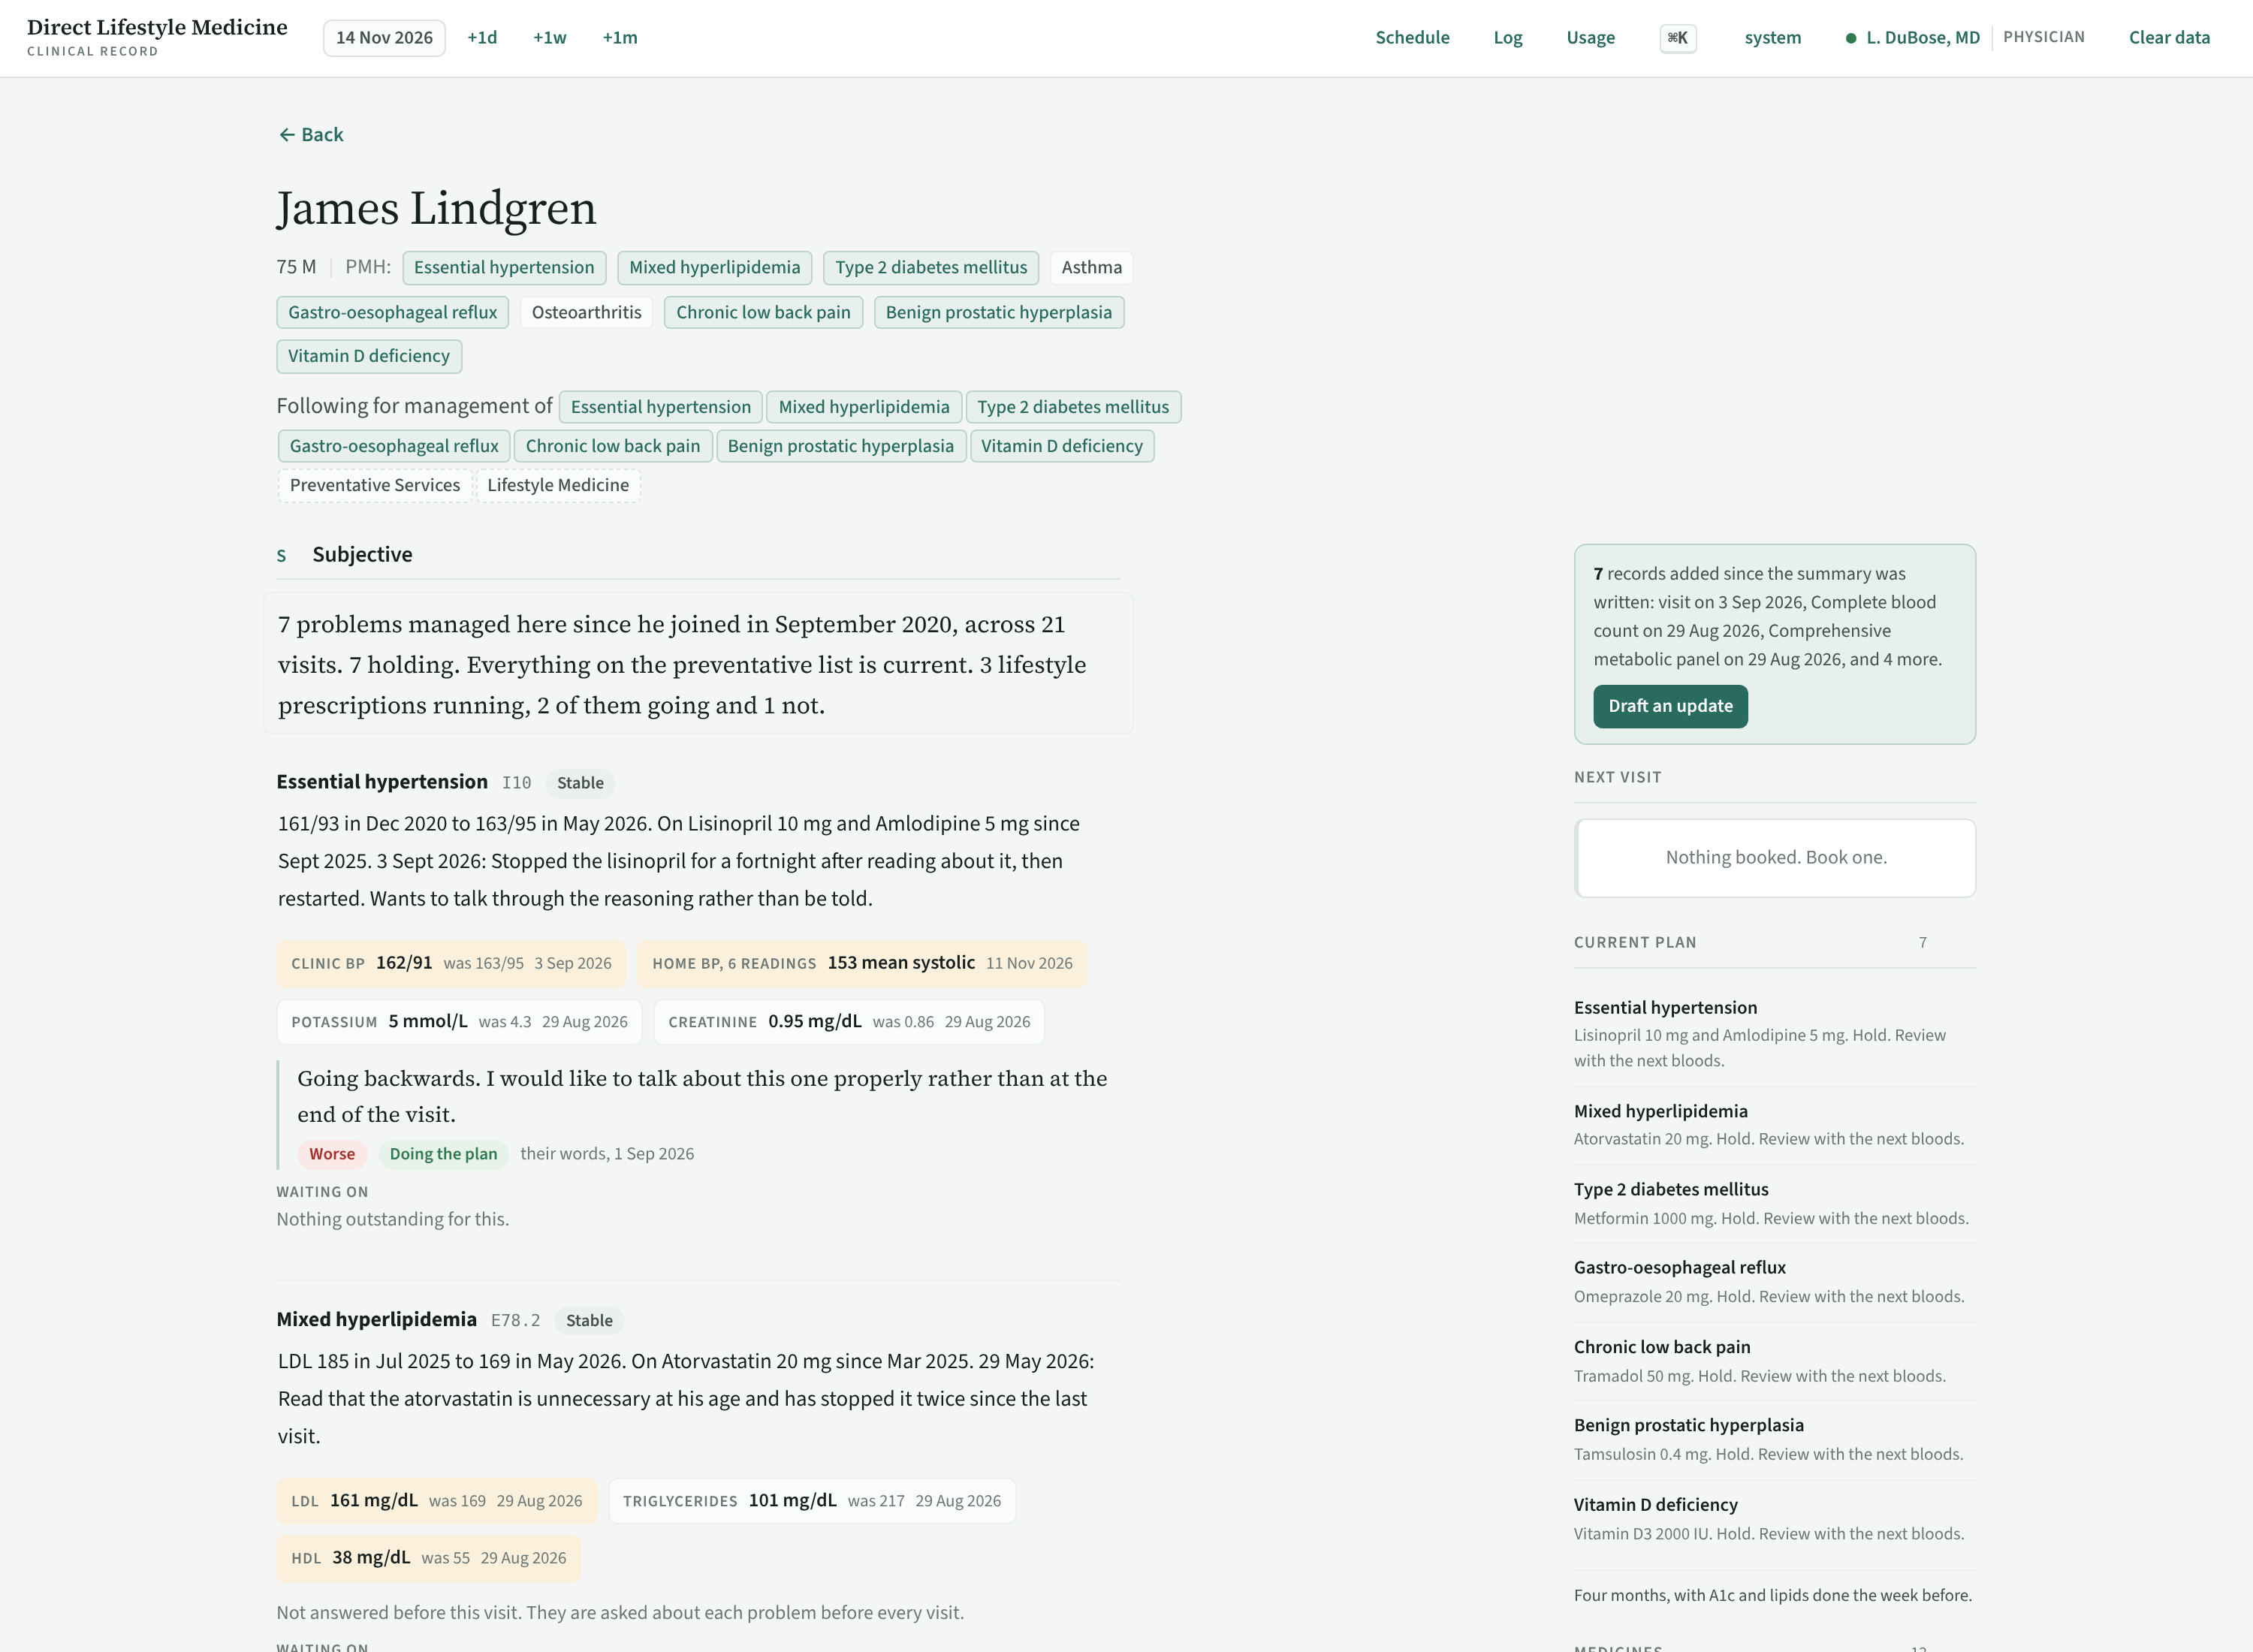 Direct Lifestyle Medicine
CLINICAL RECORD
14 Nov 2026 +1d +1w +1m
Schedule Log Usage ⌘K system L. DuBose, MD PHYSICIAN Clear data
← Back
James Lindgren
75 M PMH: Essential hypertension Mixed hyperlipidemia Type 2 diabetes mellitus Asthma
Gastro-oesophageal reflux Osteoarthritis Chronic low back pain Benign prostatic hyperplasia
Vitamin D deficiency
Following for management of Essential hypertension Mixed hyperlipidemia Type 2 diabetes mellitus
Gastro-oesophageal reflux Chronic low back pain Benign prostatic hyperplasia Vitamin D deficiency
Preventative Services Lifestyle Medicine
S Subjective
7 problems managed here since he joined in September 2020, across 21
visits. 7 holding. Everything on the preventative list is current. 3 lifestyle
prescriptions running, 2 of them going and 1 not.
Essential hypertension I10 Stable
161/93 in Dec 2020 to 163/95 in May 2026. On Lisinopril 10 mg and Amlodipine 5 mg since
Sept 2025. 3 Sept 2026: Stopped the lisinopril for a fortnight after reading about it, then
restarted. Wants to talk through the reasoning rather than be told.
CLINIC BP 162/91 was 163/95 3 Sep 2026
HOME BP, 6 READINGS 153 mean systolic 11 Nov 2026
POTASSIUM 5 mmol/L was 4.3 29 Aug 2026
CREATININE 0.95 mg/dL was 0.86 29 Aug 2026
Going backwards. I would like to talk about this one properly rather than at the
end of the visit.
Worse Doing the plan their words, 1 Sep 2026
WAITING ON
Nothing outstanding for this.
Mixed hyperlipidemia E78.2 Stable
LDL 185 in Jul 2025 to 169 in May 2026. On Atorvastatin 20 mg since Mar 2025. 29 May 2026:
Read that the atorvastatin is unnecessary at his age and has stopped it twice since the last
visit.
LDL 161 mg/dL was 169 29 Aug 2026
TRIGLYCERIDES 101 mg/dL was 217 29 Aug 2026
HDL 38 mg/dL was 55 29 Aug 2026
Not answered before this visit. They are asked about each problem before every visit.
WAITING ON
7 records added since the summary was
written: visit on 3 Sep 2026, Complete blood
count on 29 Aug 2026, Comprehensive
metabolic panel on 29 Aug 2026, and 4 more.
Draft an update
NEXT VISIT
Nothing booked. Book one.
CURRENT PLAN 7
Essential hypertension
Lisinopril 10 mg and Amlodipine 5 mg. Hold. Review
with the next bloods.
Mixed hyperlipidemia
Atorvastatin 20 mg. Hold. Review with the next bloods.
Type 2 diabetes mellitus
Metformin 1000 mg. Hold. Review with the next bloods.
Gastro-oesophageal reflux
Omeprazole 20 mg. Hold. Review with the next bloods.
Chronic low back pain
Tramadol 50 mg. Hold. Review with the next bloods.
Benign prostatic hyperplasia
Tamsulosin 0.4 mg. Hold. Review with the next bloods.
Vitamin D deficiency
Vitamin D3 2000 IU. Hold. Review with the next bloods.
Four months, with A1c and lipids done the week before.
MEDICINES 12